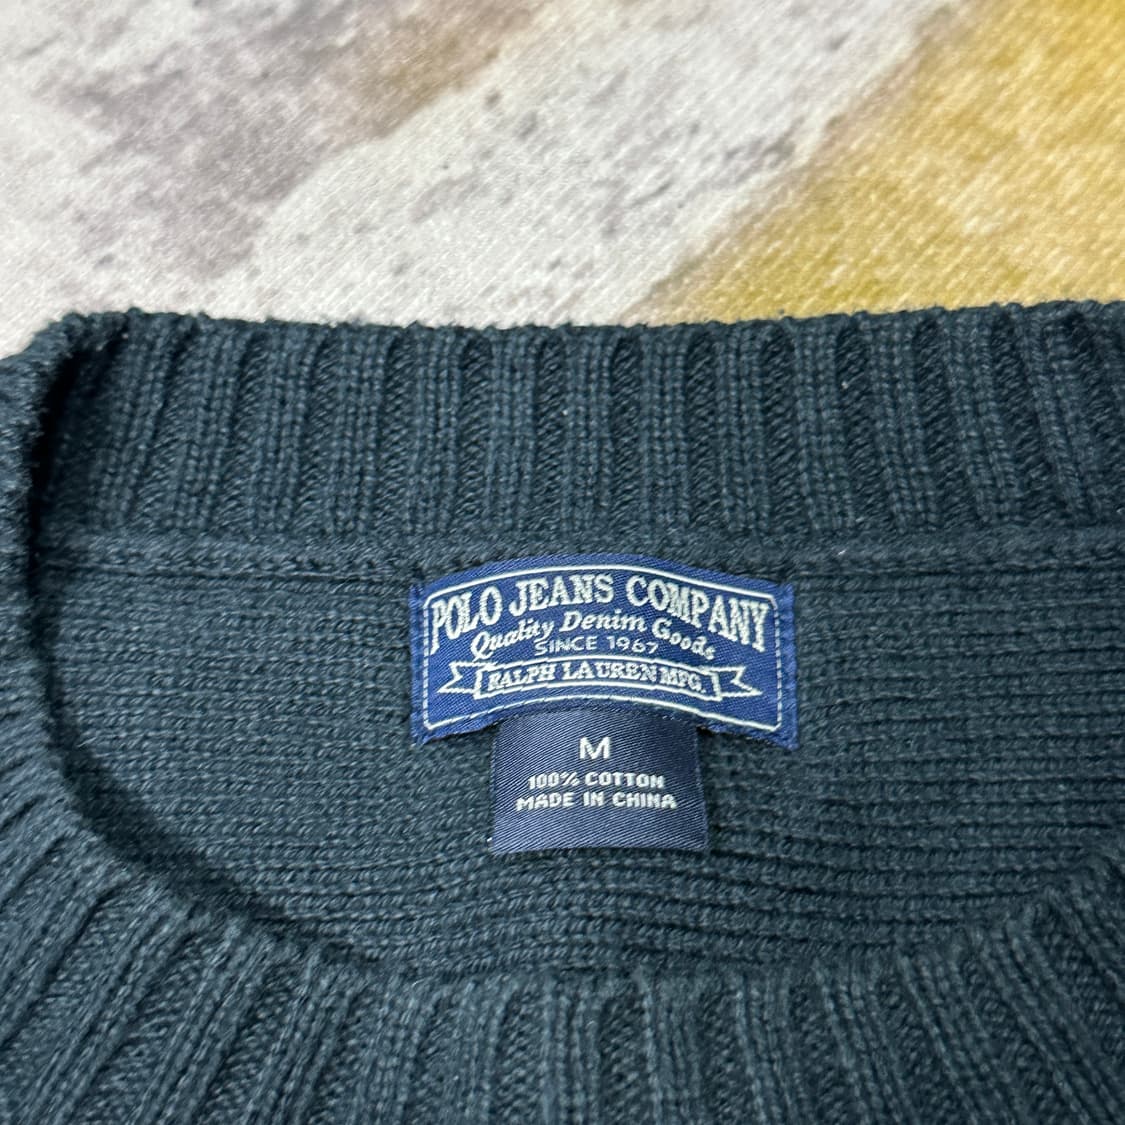 POLO JEANS COMPANY
Quality Denim Goods
SINCE 1967
RALPH LAUREN MFG.
M
100% COTTON
MADE IN CHINA